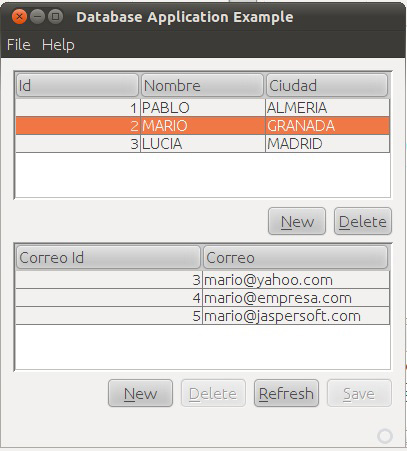 Database Application Example
File Help
Id Nombre Ciudad
1 PABLO ALMERIA
2 MARIO GRANADA
3 LUCIA MADRID
New Delete
Correo Id Correo
3 mario@yahoo.com
4 mario@empresa.com
5 mario@jaspersoft.com
New Delete Refresh Save